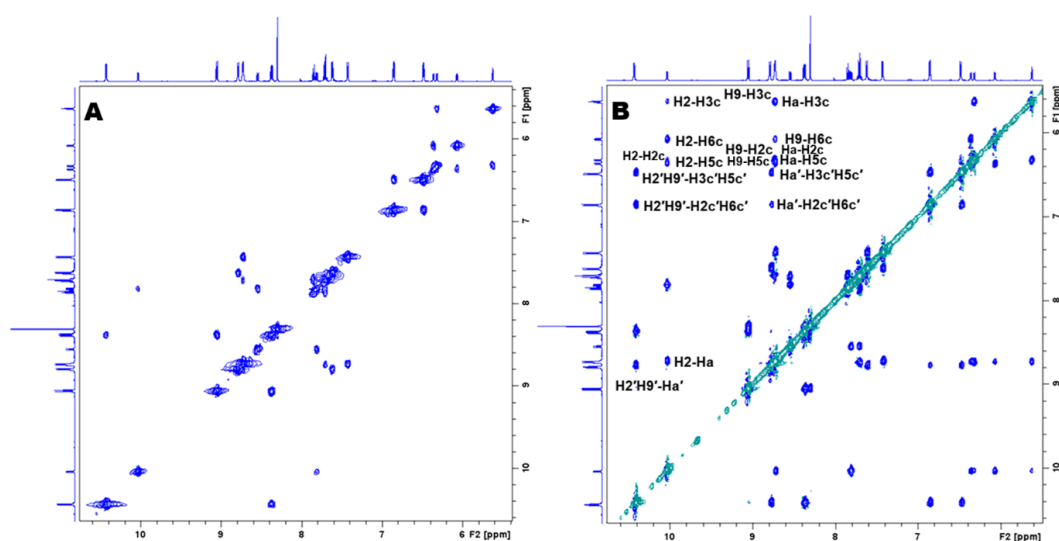 A
6
7
8
9
10
F1 [ppm]
10
9
8
7
6 F2 [ppm]
B
H2-H3c
H9-H3c
Ha-H3c
H2-H6c
H9-H6c
H9-H2c
Ha-H2c
H2-H2c
H2-H5c
H9-H5c
Ha-H5c
H2'H9'-H3c'H5c'
Ha'-H3c'H5c'
H2'H9'-H2c'H6c'
Ha'-H2c'H6c'
H2-Ha
H2'H9'-Ha'
6
7
8
9
10
F1 [ppm]
10
9
8
7
F2 [ppm]